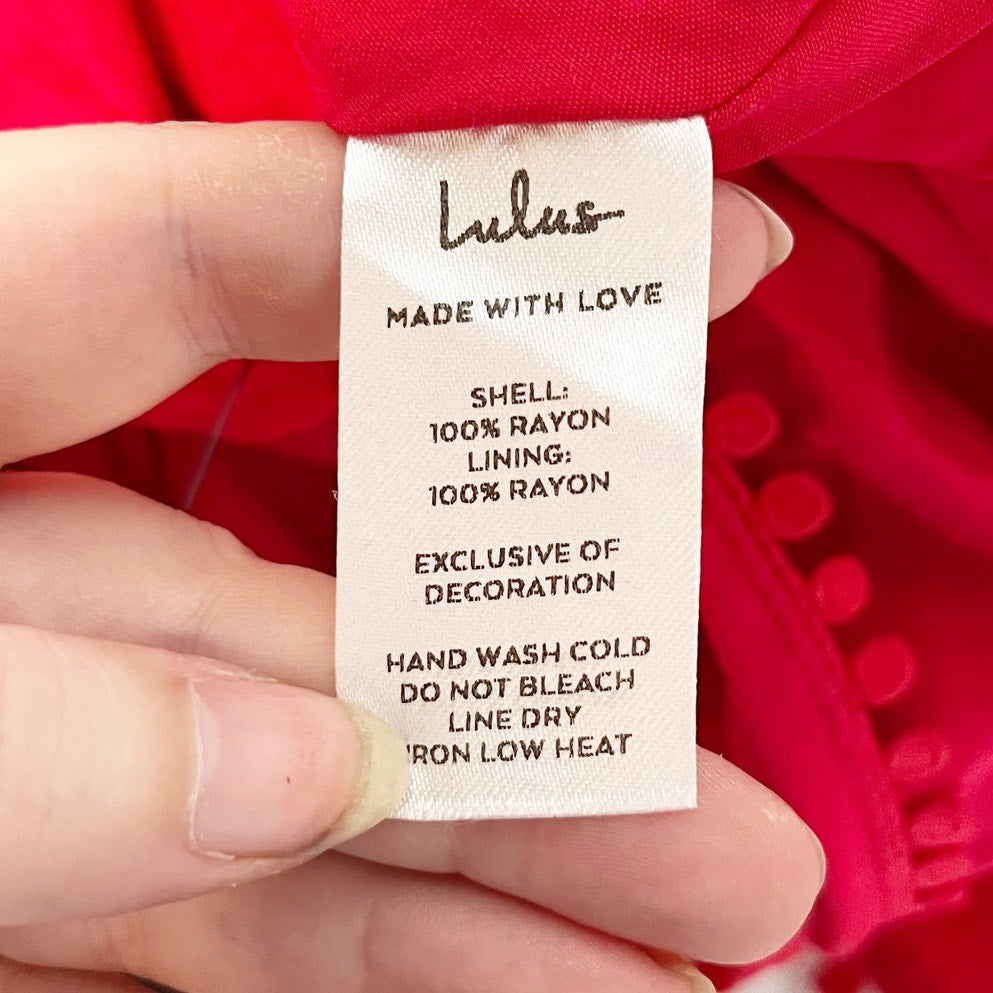 Lulus
MADE WITH LOVE
SHELL:
100% RAYON
LINING:
100% RAYON
EXCLUSIVE OF
DECORATION
HAND WASH COLD
DO NOT BLEACH
LINE DRY
IRON LOW HEAT